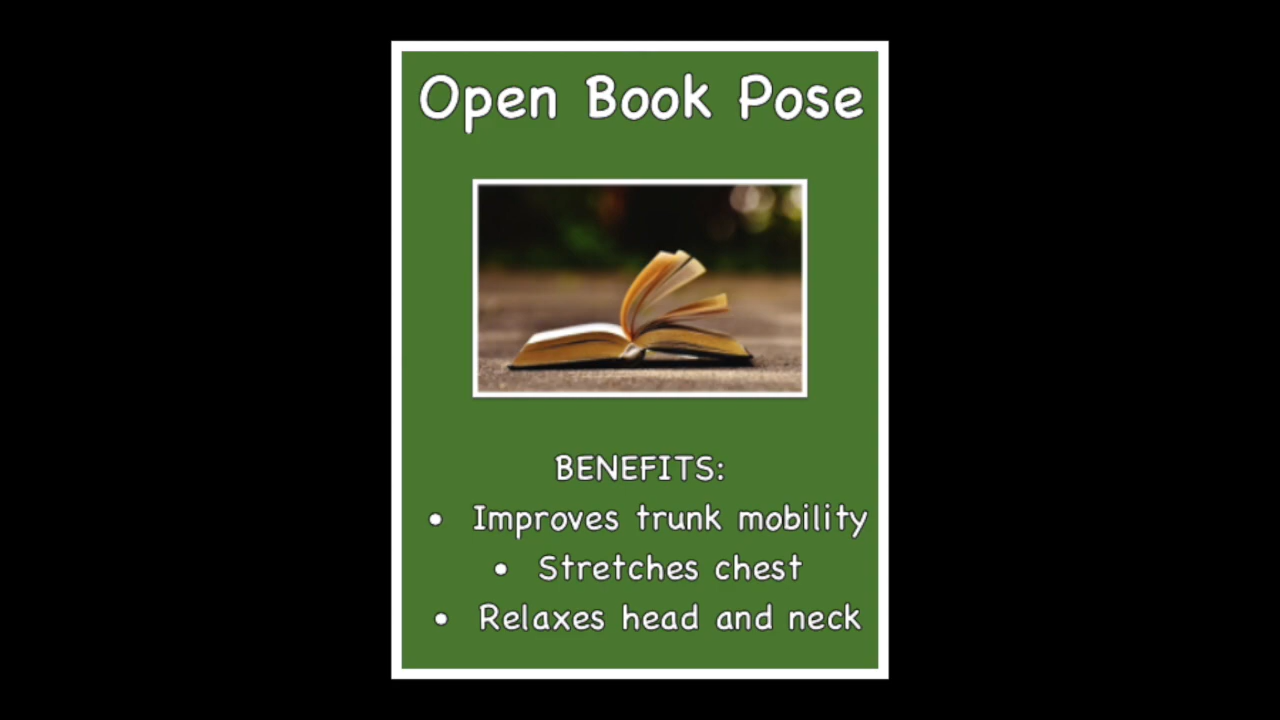 Open Book Pose
BENEFITS:
• Improves trunk mobility
• Stretches chest
• Relaxes head and neck